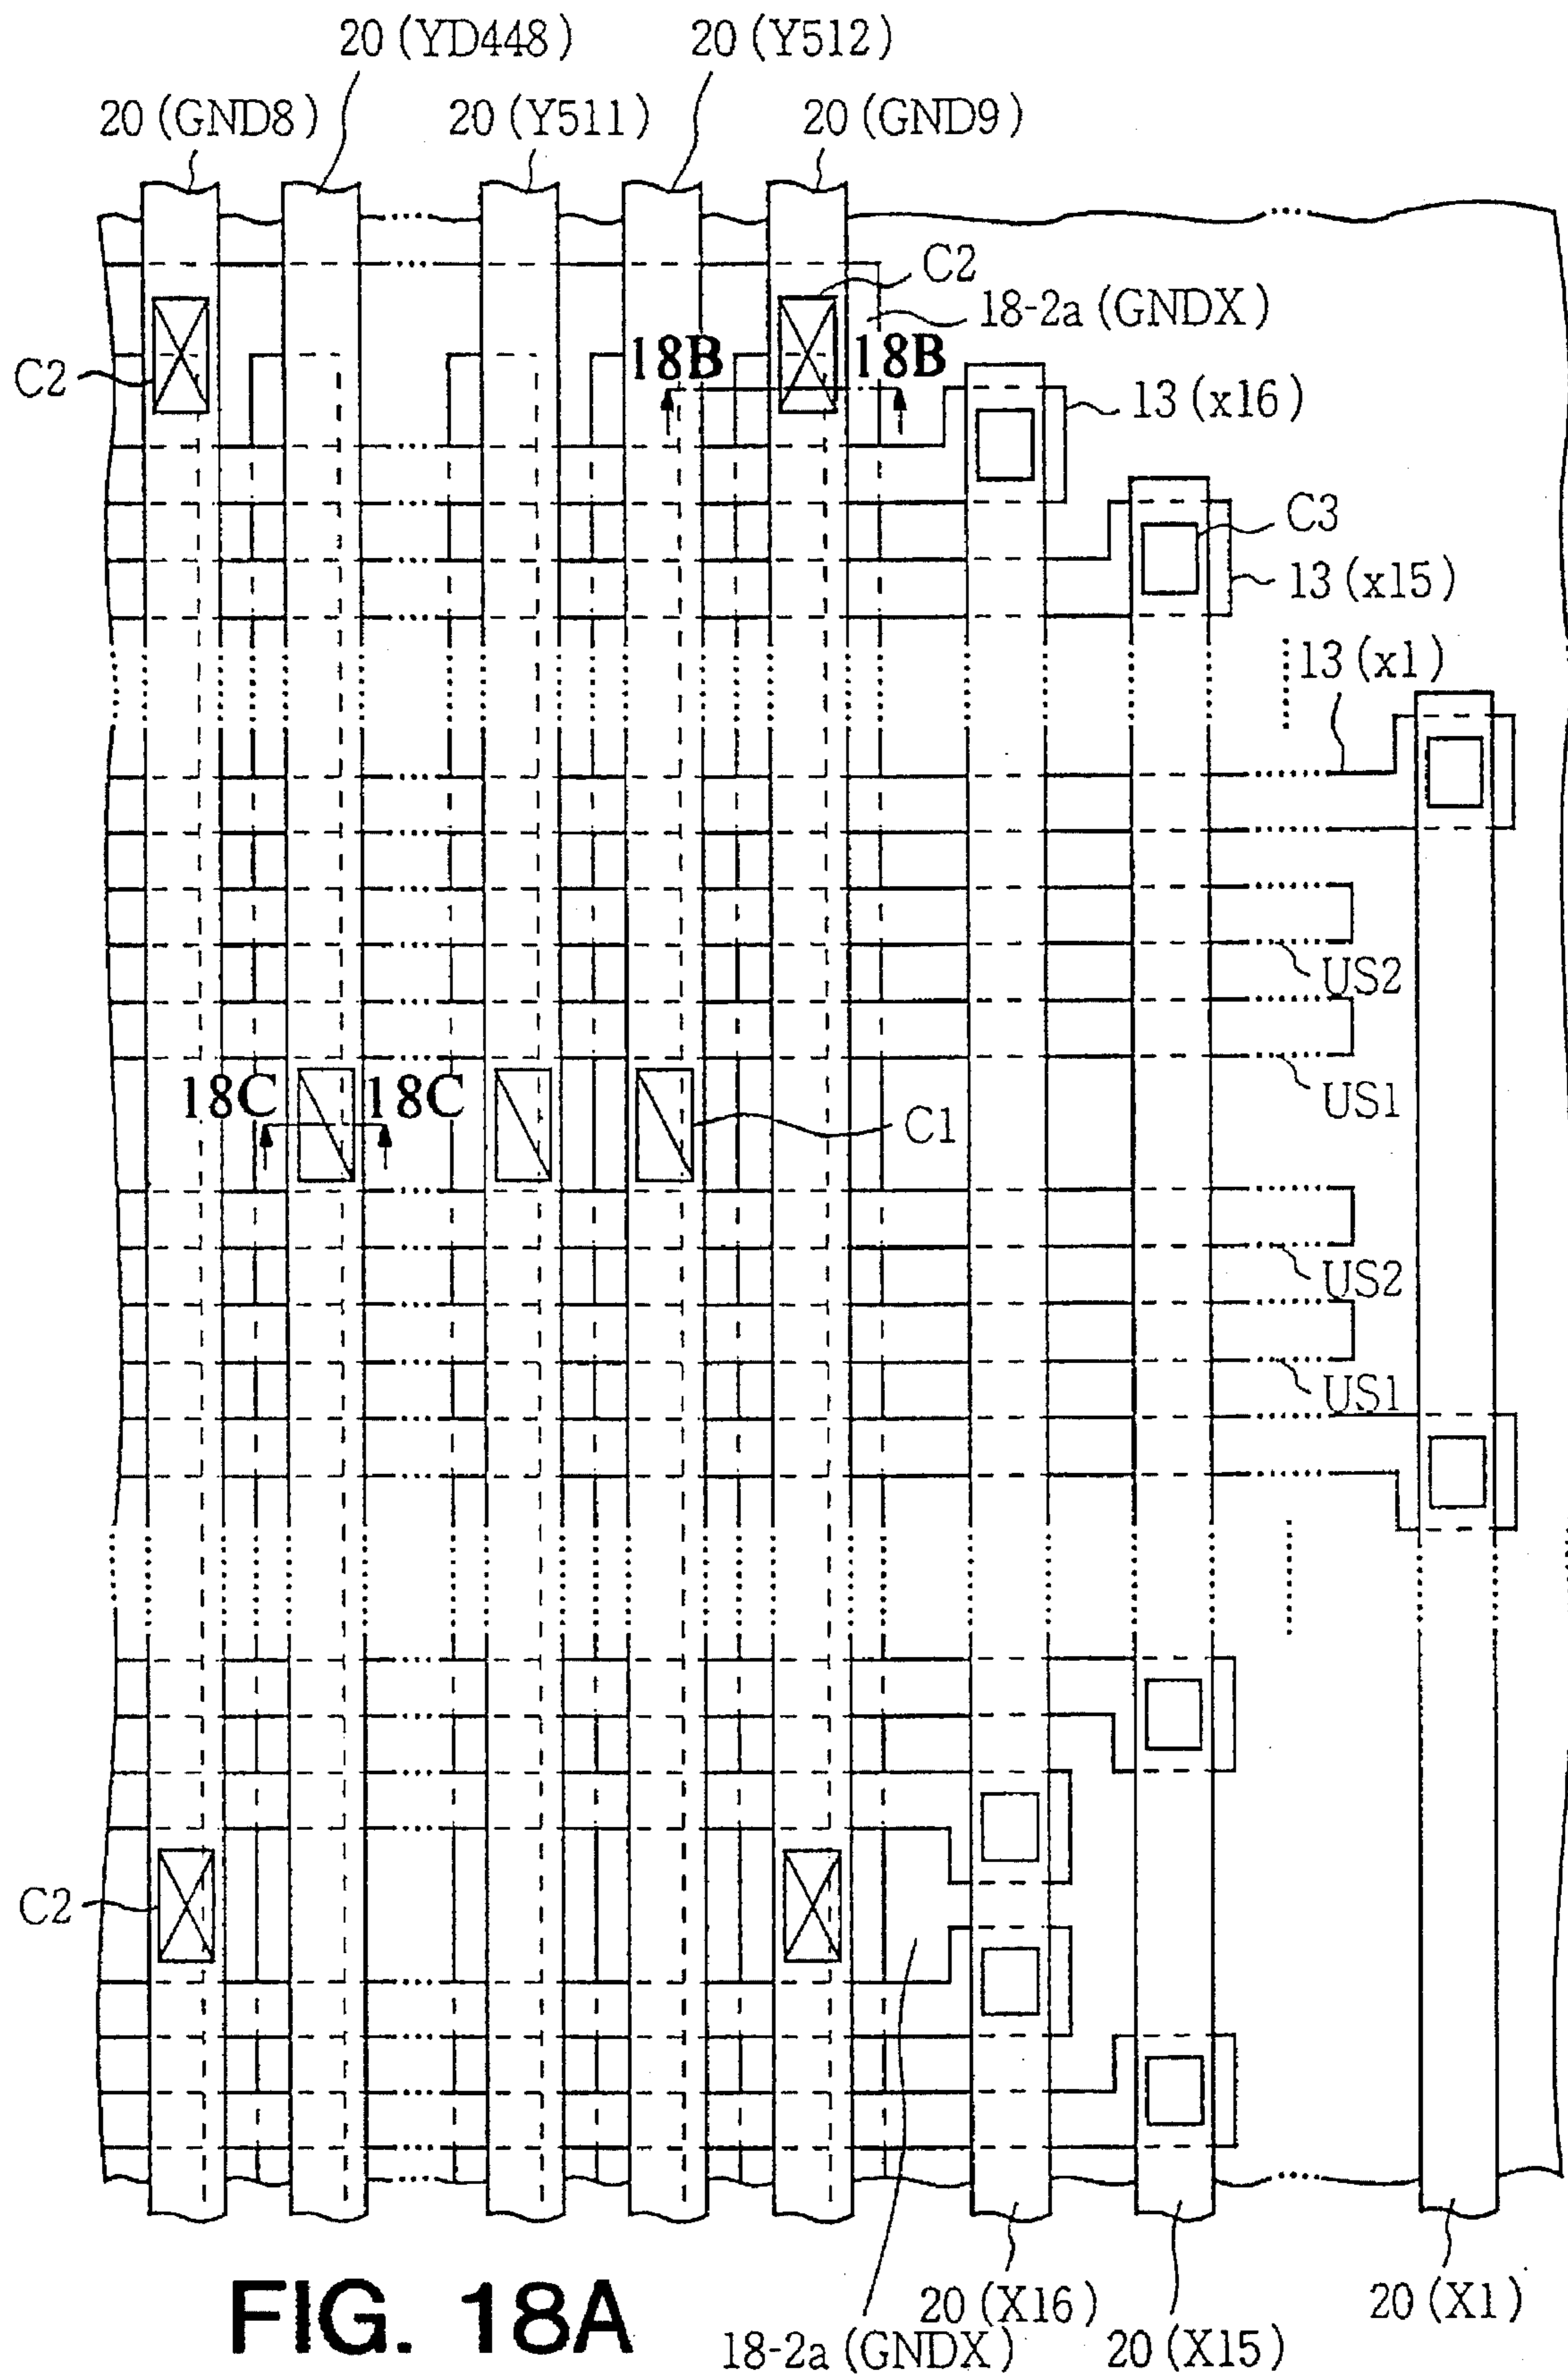 20 (YD448)
20 (Y512)
20 (GND8)
20 (Y511)
20 (GND9)
C2
18-2a (GNDX)
18B
18B
C2
13 (x16)
C3
13 (x15)
13 (x1)
US2
18C
18C
US1
C1
US2
US1
C2
20 (X16)
20 (X1)
18-2a (GNDX)
20 (X15)
FIG. 18A